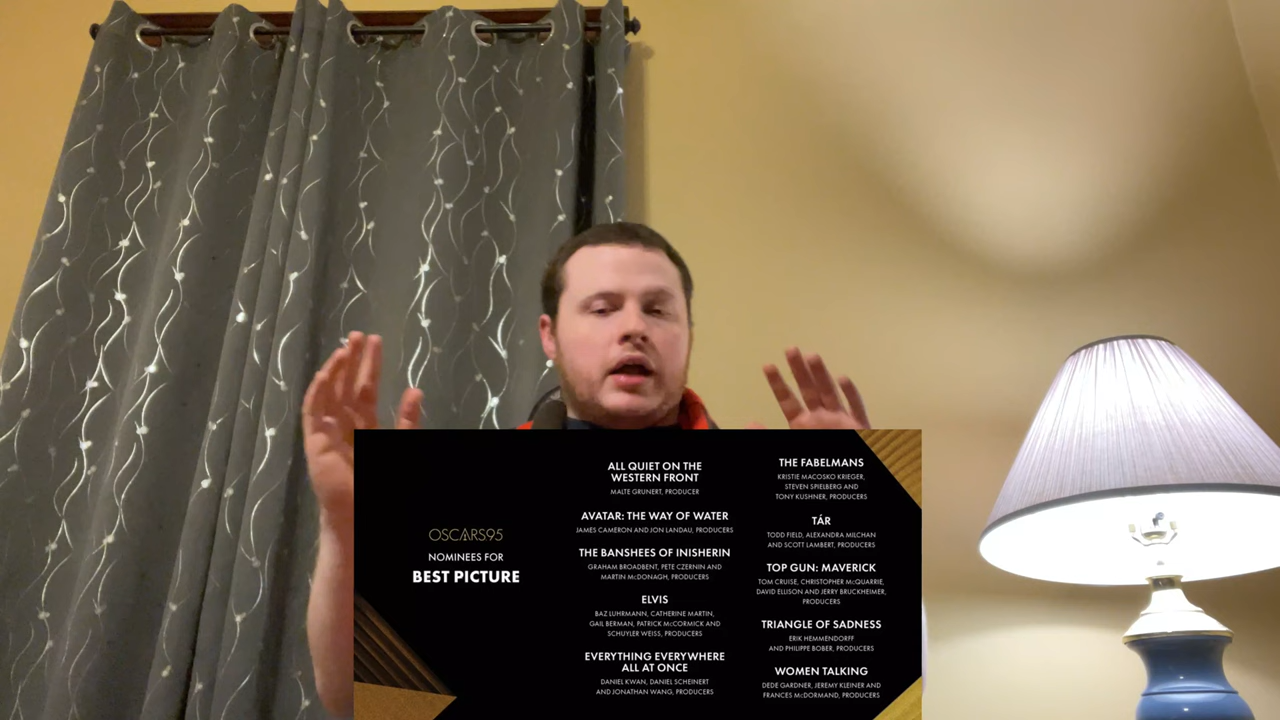 OSCARS95
NOMINEES FOR
BEST PICTURE
ALL QUIET ON THE
WESTERN FRONT
MALTE GRUNERT, PRODUCER
AVATAR: THE WAY OF WATER
JAMES CAMERON AND JON LANDAU, PRODUCERS
THE BANSHEES OF INISHERIN
GRAHAM BROADBENT, PETE CZERNIN AND
MARTIN McDONAGH, PRODUCERS
ELVIS
BAZ LUHRMANN, CATHERINE MARTIN,
GAIL BERMAN, PATRICK McCORMICK AND
SCHUYLER WEISS, PRODUCERS
EVERYTHING EVERYWHERE
ALL AT ONCE
DANIEL KWAN, DANIEL SCHEINERT
AND JONATHAN WANG, PRODUCERS
THE FABELMANS
KRISTIE MACOSKO KRIEGER,
STEVEN SPIELBERG AND
TONY KUSHNER, PRODUCERS
TÁR
TODD FIELD, ALEXANDRA MILCHAN
AND SCOTT LAMBERT, PRODUCERS
TOP GUN: MAVERICK
TOM CRUISE, CHRISTOPHER McQUARRIE,
DAVID ELLISON AND JERRY BRUCKHEIMER,
PRODUCERS
TRIANGLE OF SADNESS
ERIK HEMMENDORFF
AND PHILIPPE BOBER, PRODUCERS
WOMEN TALKING
DEDE GARDNER, JEREMY KLEINER AND
FRANCES McDORMAND, PRODUCERS